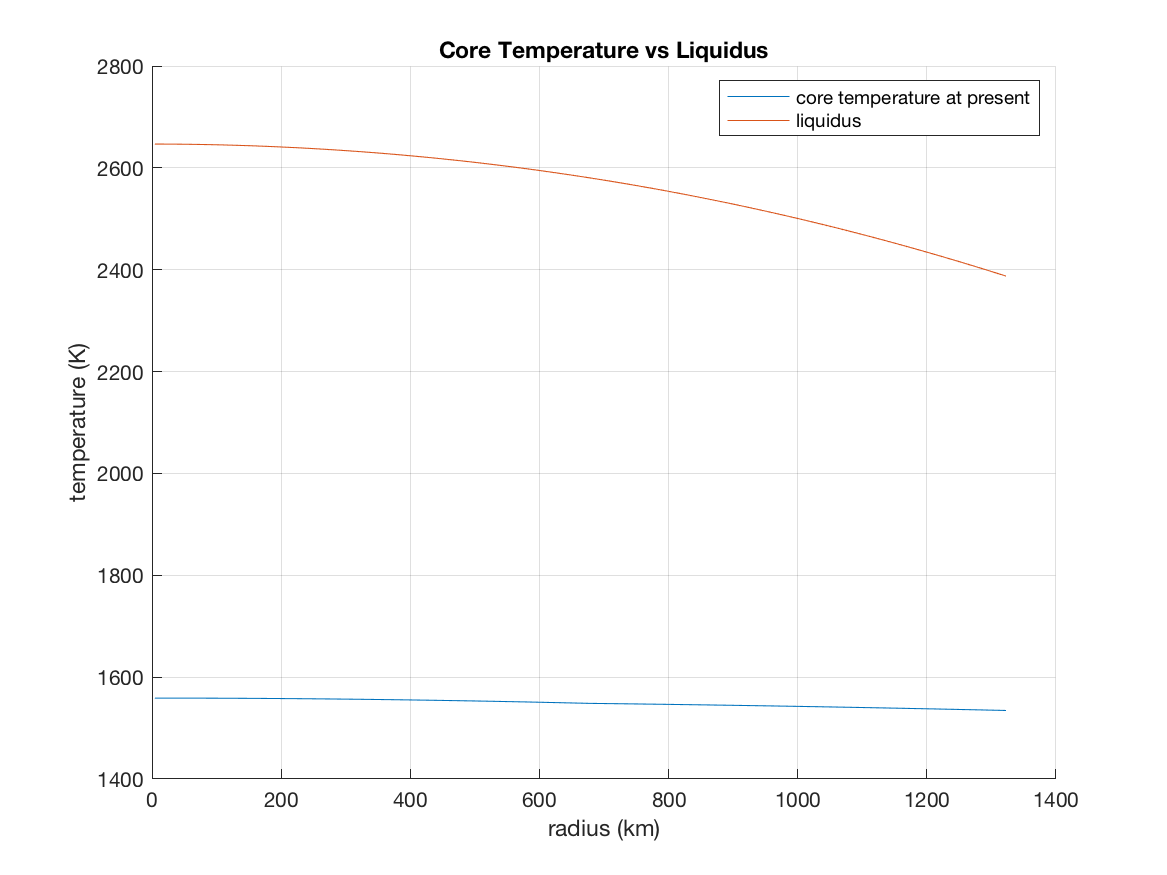 Core Temperature vs Liquidus
core temperature at present
liquidus
temperature (K)
2800
2600
2400
2200
2000
1800
1600
1400
0 200 400 600 800 1000 1200 1400
radius (km)